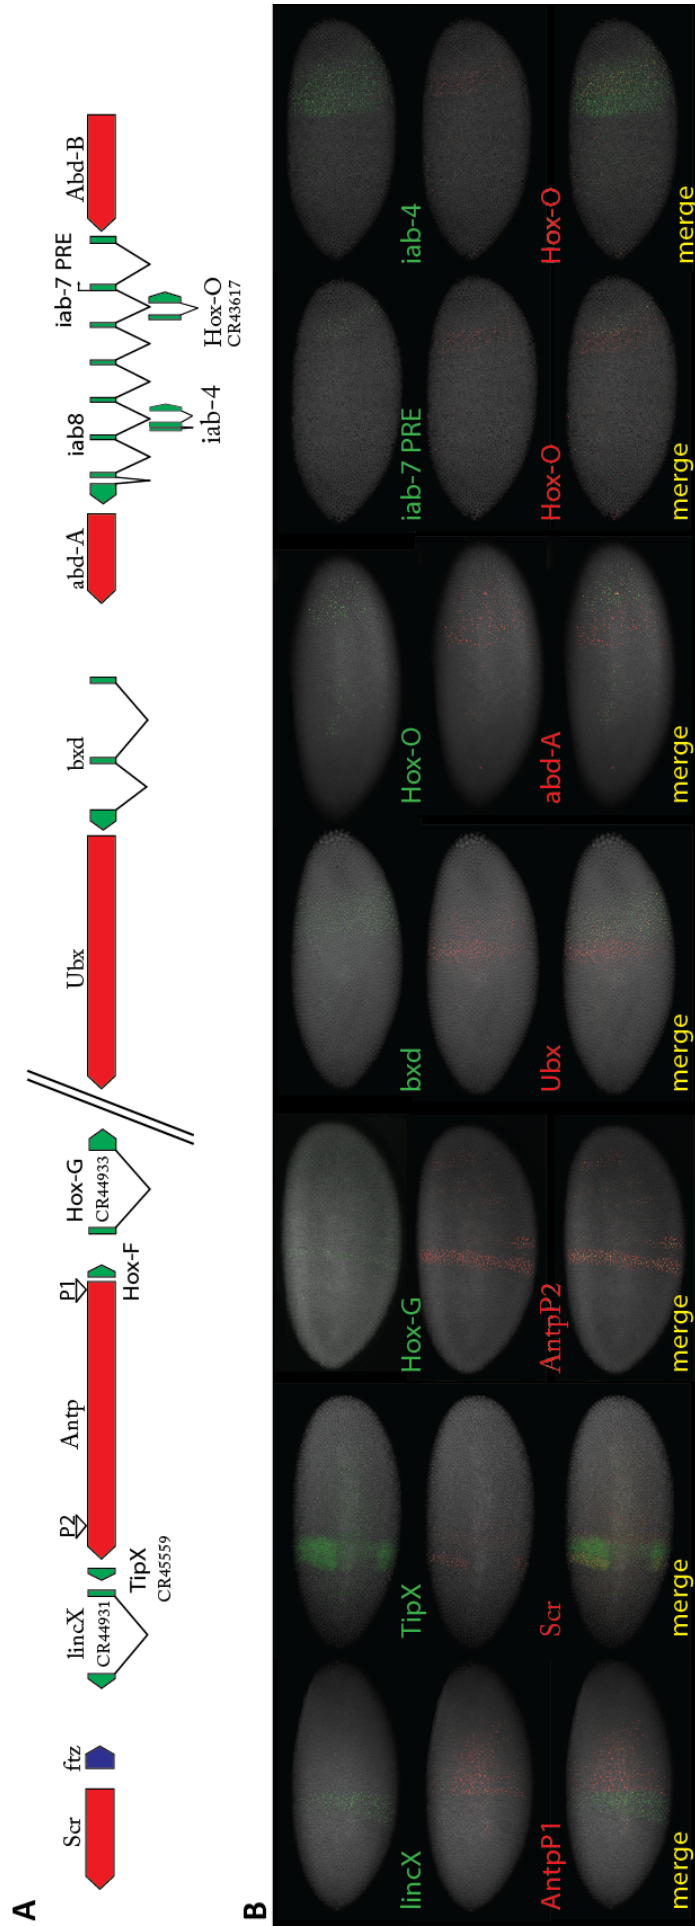 A
Scr
ftz
lincX
CR44931
TipX
CR45559
P2
Antp
P1
Hox-F
Hox-G
CR44933
Ubx
bxd
abd-A
iab8
iab-4
iab-7 PRE
Hox-O
CR43617
Abd-B
B
lincX
AntpP1
merge
TipX
Scr
merge
Hox-G
AntpP2
merge
bxd
Ubx
merge
Hox-O
abd-A
merge
iab-7 PRE
Hox-O
merge
iab-4
Hox-O
merge